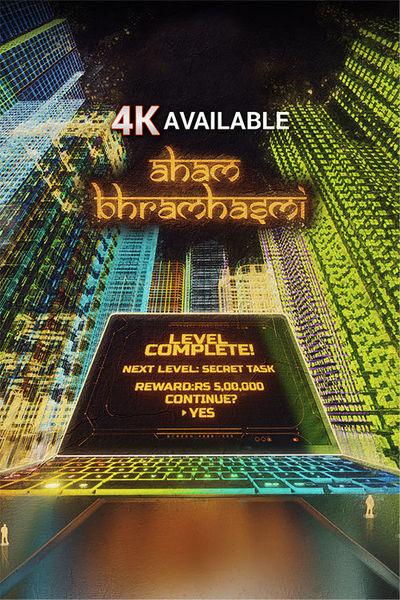 4K AVAILABLE
aham
bhramhasmi
LEVEL
COMPLETE!
NEXT LEVEL: SECRET TASK
REWARD:RS 5,00,000
CONTINUE?
▸YES